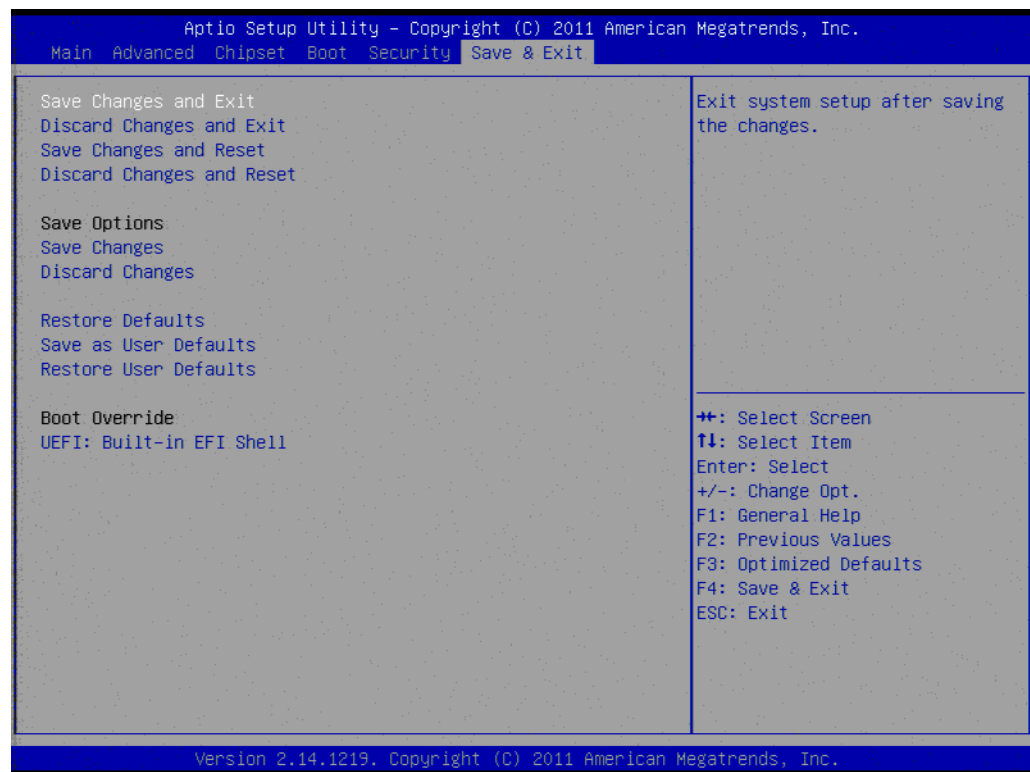 Aptio Setup Utility – Copyright (C) 2011 American Megatrends, Inc.
Main Advanced Chipset Boot Security Save & Exit
Save Changes and Exit
Discard Changes and Exit
Save Changes and Reset
Discard Changes and Reset
Save Options
Save Changes
Discard Changes
Restore Defaults
Save as User Defaults
Restore User Defaults
Boot Override
UEFI: Built-in EFI Shell
Exit system setup after saving
the changes.
→←: Select Screen
↑↓: Select Item
Enter: Select
+/-: Change Opt.
F1: General Help
F2: Previous Values
F3: Optimized Defaults
F4: Save & Exit
ESC: Exit
Version 2.14.1219. Copyright (C) 2011 American Megatrends, Inc.